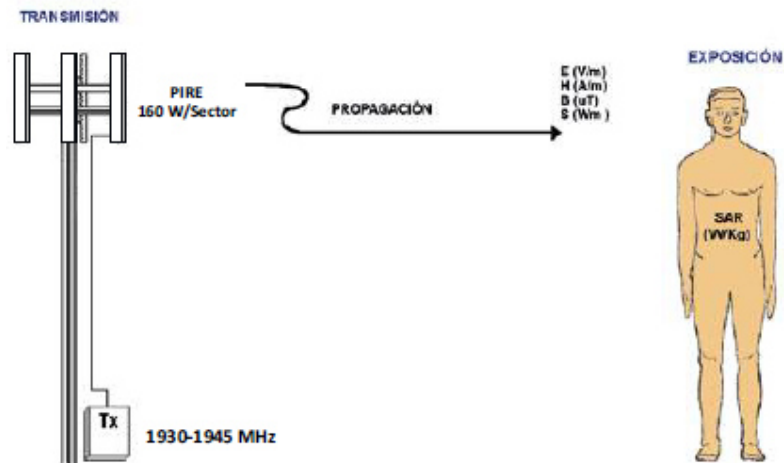 TRANSMISIÓN
PIRE
160 W/Sector
PROPAGACIÓN
E (V/m)
H (A/m)
B (uT)
S (Wm )
EXPOSICIÓN
SAR
(W/Kg)
Tx
1930-1945 MHz